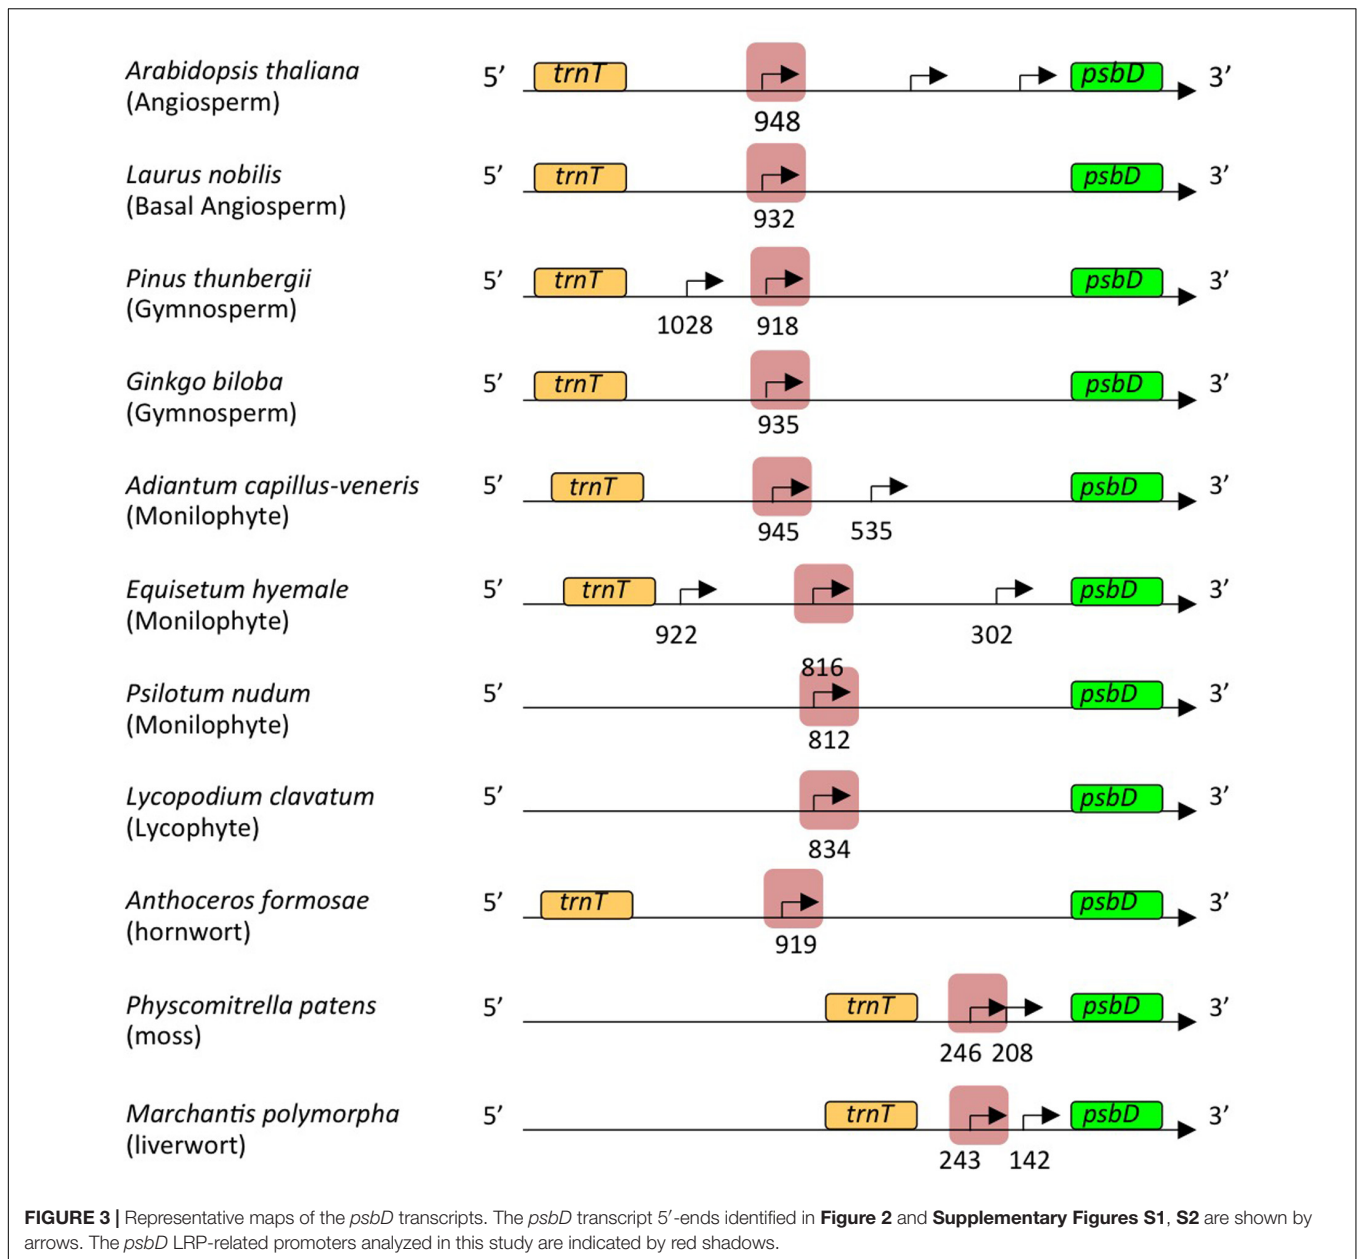 Arabidopsis thaliana
(Angiosperm)
5’ trnT psbD 3’
948
Laurus nobilis
(Basal Angiosperm)
5’ trnT psbD 3’
932
Pinus thunbergii
(Gymnosperm)
5’ trnT psbD 3’
1028 918
Ginkgo biloba
(Gymnosperm)
5’ trnT psbD 3’
935
Adiantum capillus-veneris
(Monilophyte)
5’ trnT psbD 3’
945 535
Equisetum hyemale
(Monilophyte)
5’ trnT psbD 3’
922 302
816
Psilotum nudum
(Monilophyte)
5’ psbD 3’
812
Lycopodium clavatum
(Lycophyte)
5’ psbD 3’
834
Anthoceros formosae
(hornwort)
5’ trnT psbD 3’
919
Physcomitrella patens
(moss)
5’ trnT psbD 3’
246 208
Marchantis polymorpha
(liverwort)
5’ trnT psbD 3’
243 142
FIGURE 3 | Representative maps of the psbD transcripts. The psbD transcript 5′-ends identified in Figure 2 and Supplementary Figures S1, S2 are shown by
arrows. The psbD LRP-related promoters analyzed in this study are indicated by red shadows.